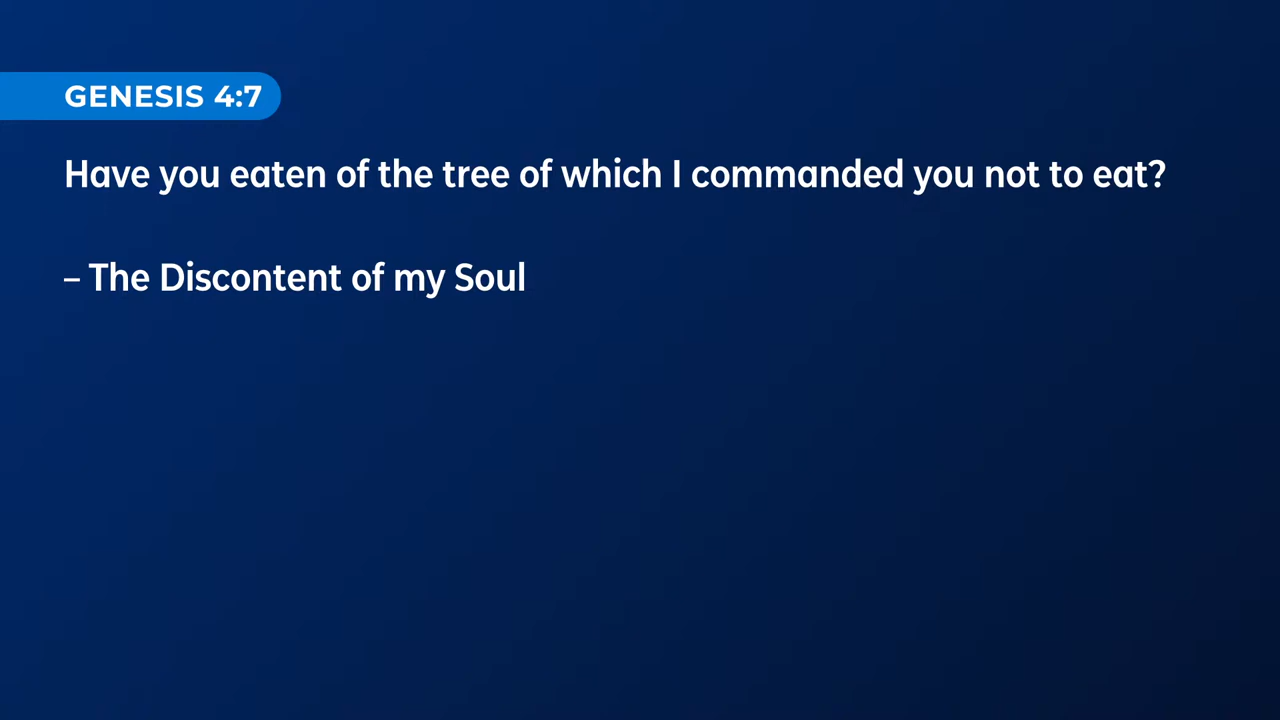 GENESIS 4:7
Have you eaten of the tree of which I commanded you not to eat?
– The Discontent of my Soul